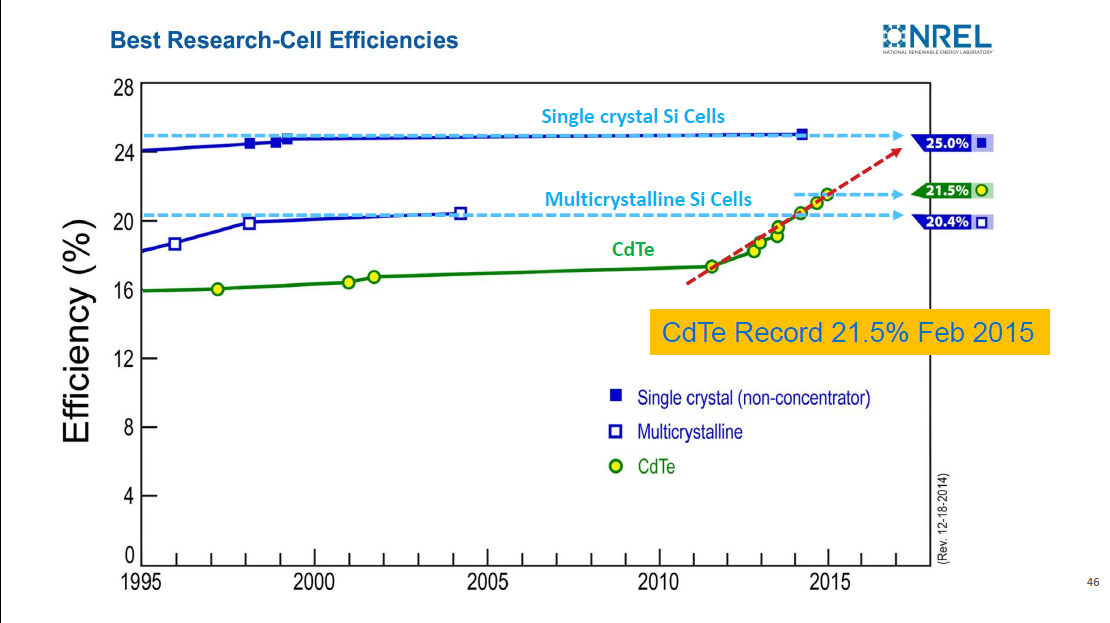 Best Research-Cell Efficiencies
NREL
NATIONAL RENEWABLE ENERGY LABORATORY
28
24
20
16
12
8
4
0
Efficiency (%)
Single crystal Si Cells
Multicrystalline Si Cells
CdTe
25.0%
21.5%
20.4%
CdTe Record 21.5% Feb 2015
Single crystal (non-concentrator)
Multicrystalline
CdTe
(Rev. 12-18-2014)
1995
2000
2005
2010
2015
46